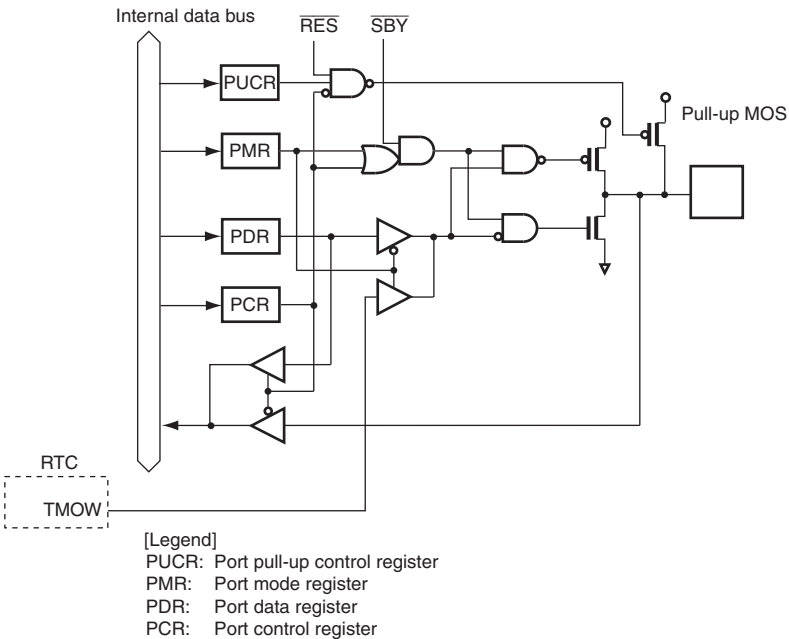 Internal data bus
RES
SBY
PUCR
Pull-up MOS
PMR
PDR
PCR
RTC
TMOW
[Legend]
PUCR: Port pull-up control register
PMR: Port mode register
PDR: Port data register
PCR: Port control register